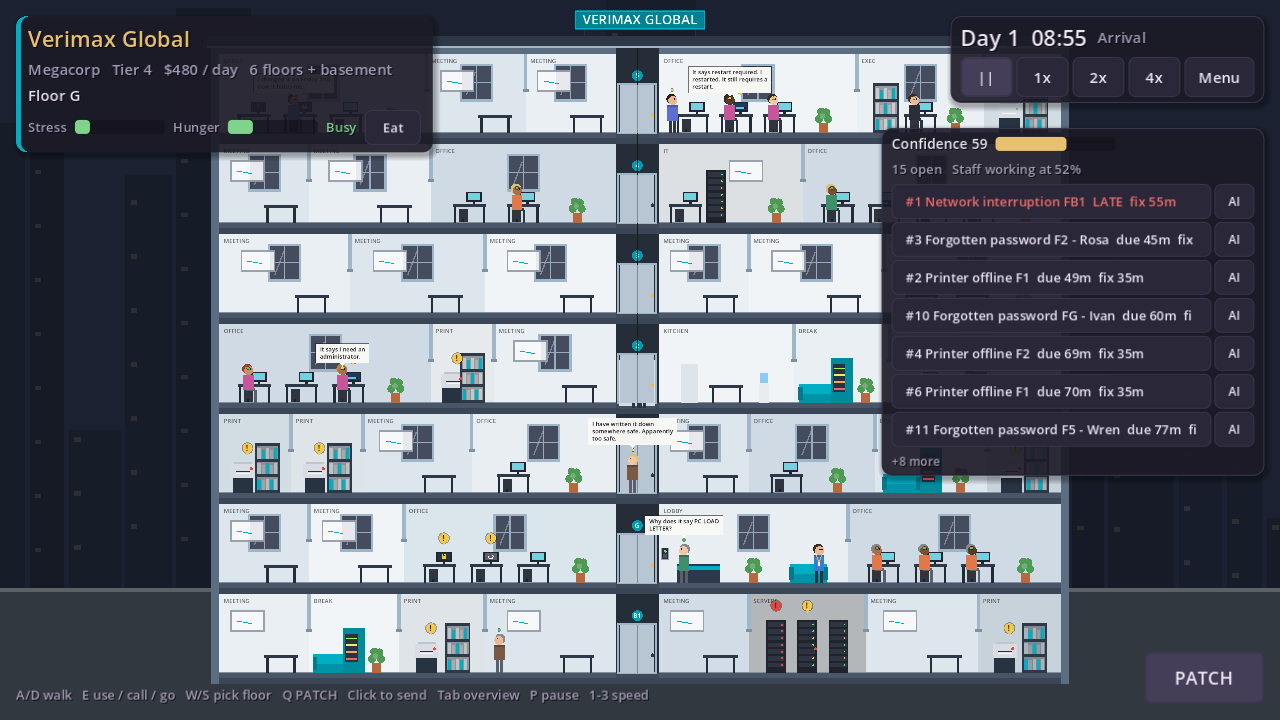 VERIMAX GLOBAL
Verimax Global
Megacorp Tier 4 $480 / day 6 floors + basement
Floor G
Stress Hunger Busy Eat
Day 1 08:55 Arrival
|| 1x 2x 4x Menu
Confidence 59
15 open Staff working at 52%
#1 Network interruption FB1 LATE fix 55m AI
#3 Forgotten password F2 - Rosa due 45m fix AI
#2 Printer offline F1 due 49m fix 35m AI
#10 Forgotten password FG - Ivan due 60m fi AI
#4 Printer offline F2 due 69m fix 35m AI
#6 Printer offline F1 due 70m fix 35m AI
#11 Forgotten password F5 - Wren due 77m fi AI
+8 more
MEETING MEETING OFFICE EXEC
It says restart required. I
restarted. It still requires a
restart.
MEETING MEETING OFFICE IT OFFICE
MEETING MEETING MEETING MEETING MEETING
OFFICE PRINT MEETING KITCHEN BREAK
It says I need an
administrator.
PRINT PRINT MEETING OFFICE OFFICE
I have written it down
somewhere safe. Apparently
too safe.
MEETING MEETING OFFICE G LOBBY OFFICE
Why does it say PC LOAD
LETTER?
MEETING BREAK PRINT MEETING B1 MEETING SERVER MEETING PRINT
PATCH
A/D walk E use / call / go W/S pick floor Q PATCH Click to send Tab overview P pause 1-3 speed